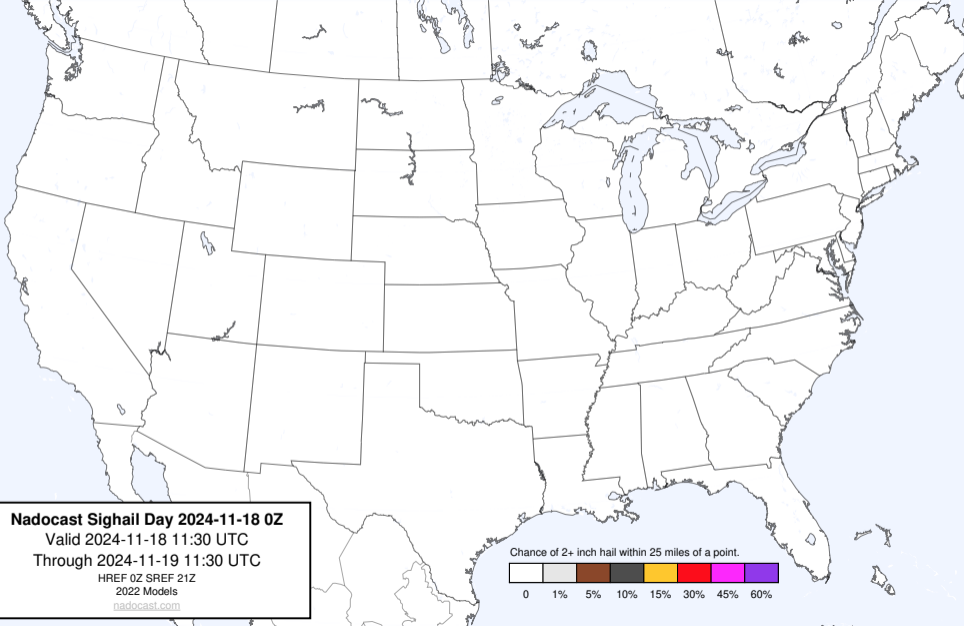 Nadocast Sighail Day 2024-11-18 0Z
Valid 2024-11-18 11:30 UTC
Through 2024-11-19 11:30 UTC
HREF 0Z SREF 21Z
2022 Models
nadocast.com
Chance of 2+ inch hail within 25 miles of a point.
0 1% 5% 10% 15% 30% 45% 60%